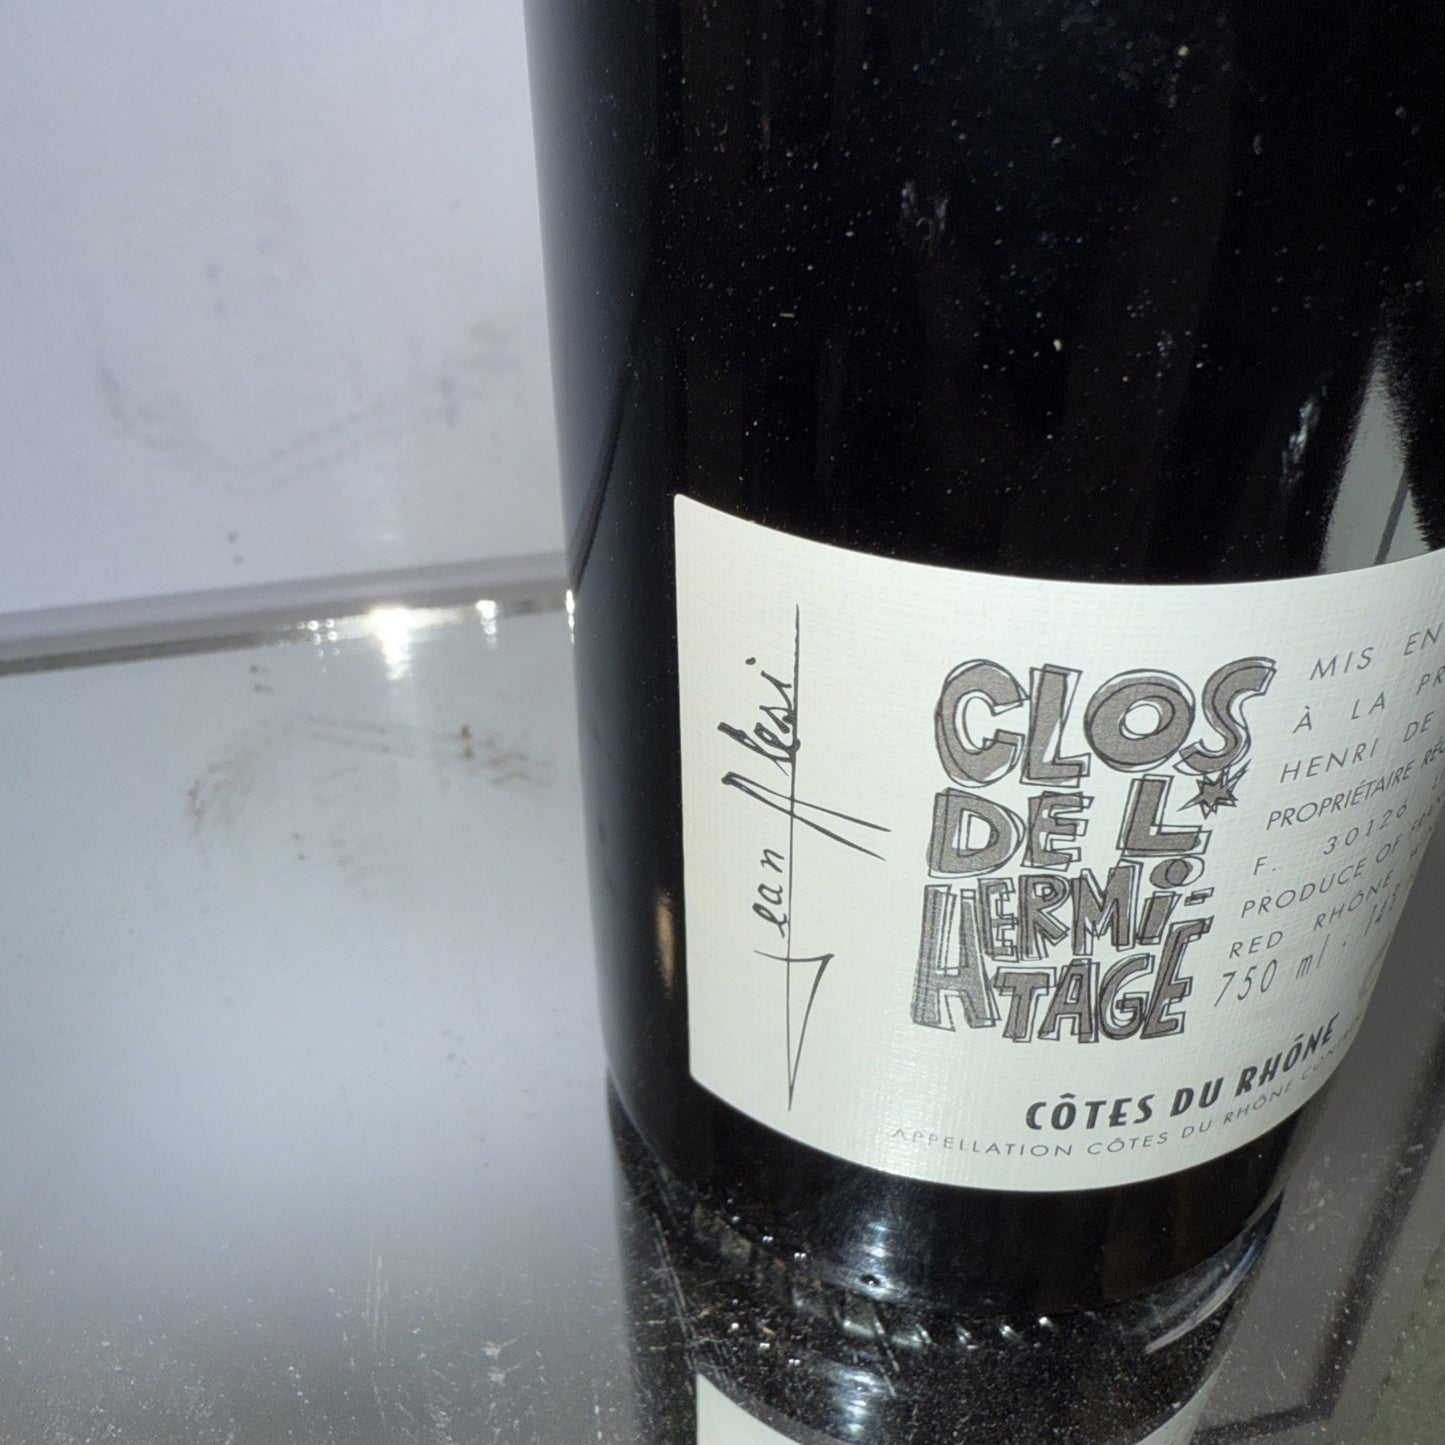 Jean Alesi
CLOS
DE L'
HERMI-
TAGE
MIS EN
À LA
HENRI DE
PROPRIÉTAIRE
F. 30126
PRODUCE OF
RED RHÔNE
750 ml.
CÔTES DU RHÔNE
APPELLATION CÔTES DU RHÔNE